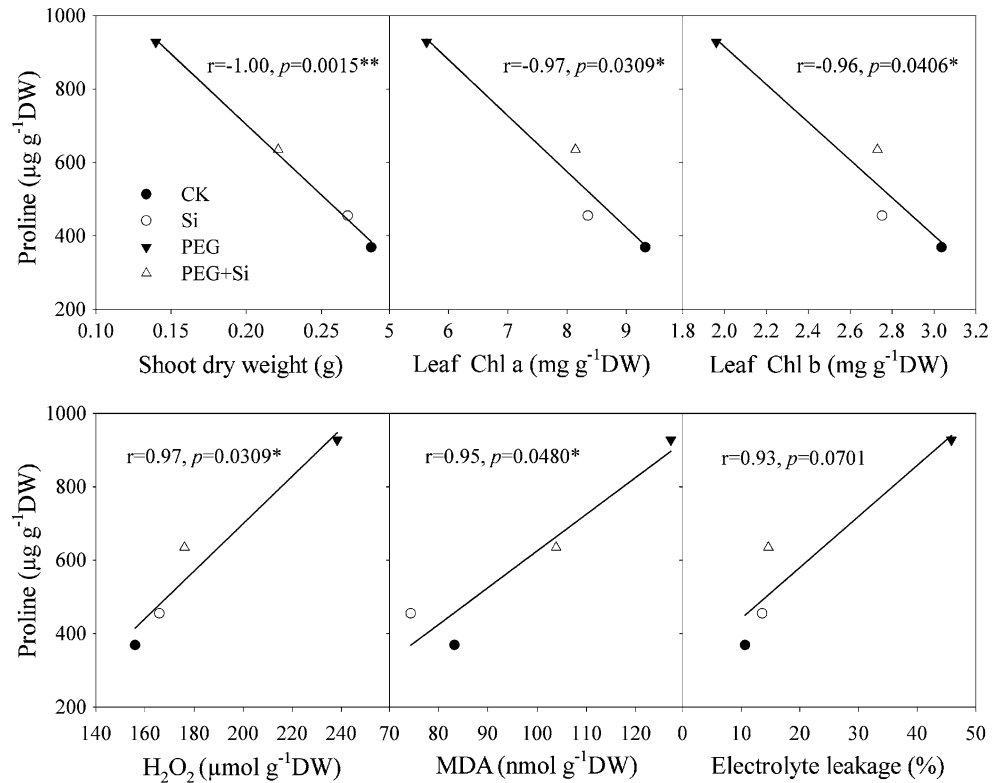 1000
800
600
400
200
Proline (µg g⁻¹DW)
r=-1.00, p=0.0015**
r=-0.97, p=0.0309*
r=-0.96, p=0.0406*
CK
Si
PEG
PEG+Si
0.10 0.15 0.20 0.25 5 6 7 8 9 1.8 2.0 2.2 2.4 2.6 2.8 3.0 3.2
Shoot dry weight (g) Leaf Chl a (mg g⁻¹DW) Leaf Chl b (mg g⁻¹DW)
1000
800
600
400
200
Proline (µg g⁻¹DW)
r=0.97, p=0.0309*
r=0.95, p=0.0480*
r=0.93, p=0.0701
140 160 180 200 220 240 260 70 80 90 100 110 120 0 10 20 30 40 50
H₂O₂ (µmol g⁻¹DW) MDA (nmol g⁻¹DW) Electrolyte leakage (%)